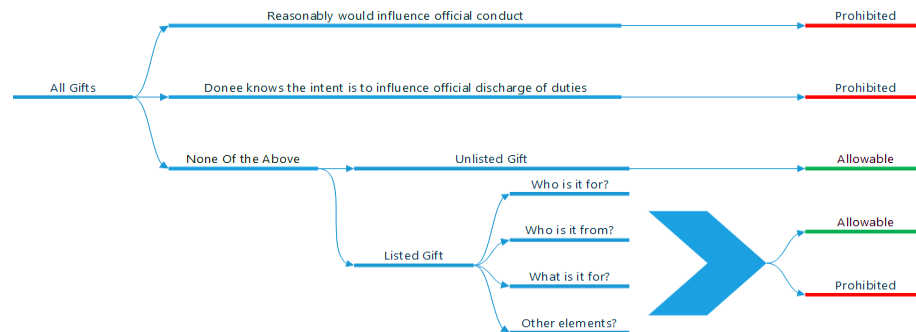 Reasonably would influence official conduct
Prohibited
All Gifts
Donee knows the intent is to influence official discharge of duties
Prohibited
None Of the Above
Unlisted Gift
Allowable
Who is it for?
Who is it from?
Allowable
Listed Gift
What is it for?
Prohibited
Other elements?